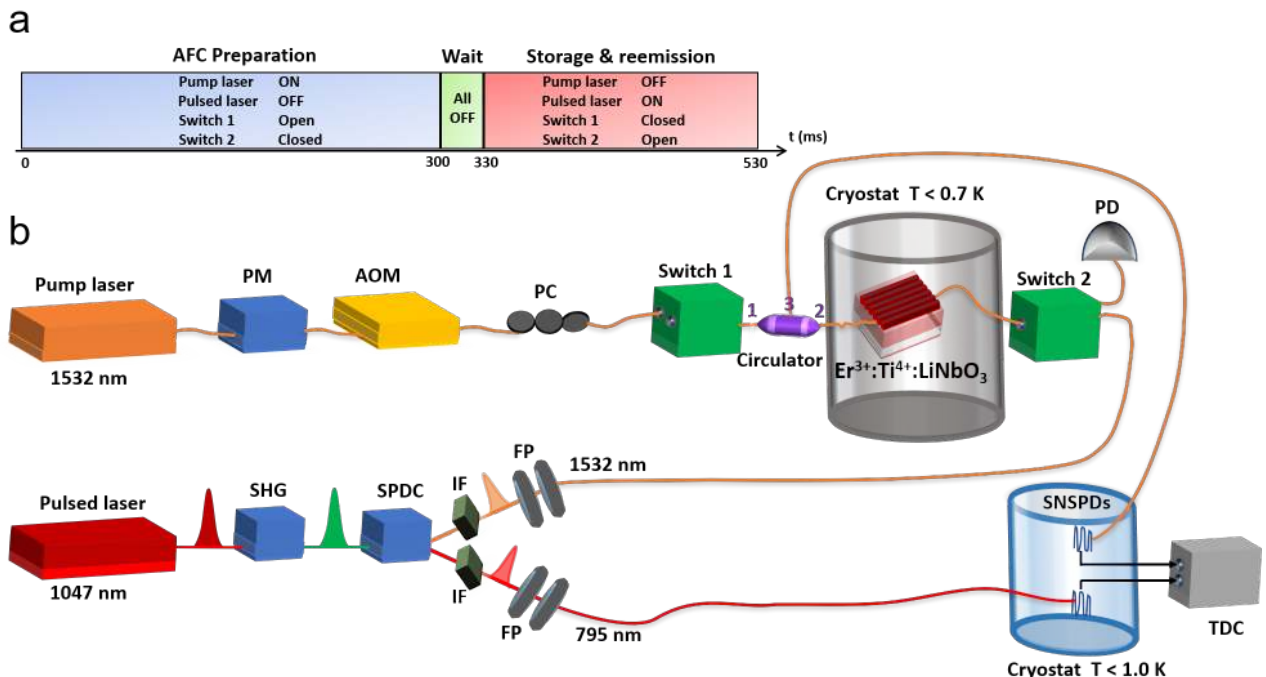 a
AFC Preparation Wait Storage & reemission
Pump laser ON
Pulsed laser OFF
Switch 1 Open
Switch 2 Closed
All
OFF
Pump laser OFF
Pulsed laser ON
Switch 1 Closed
Switch 2 Open
t (ms)
0 300 330 530
b
Cryostat T < 0.7 K
PD
Pump laser
PM
AOM
PC
Switch 1
1 3 2
Switch 2
1532 nm
Circulator
Er³⁺:Ti⁴⁺:LiNbO₃
Pulsed laser
SHG
SPDC
IF
FP
1532 nm
SNSPDs
1047 nm
IF
FP
795 nm
TDC
Cryostat T < 1.0 K